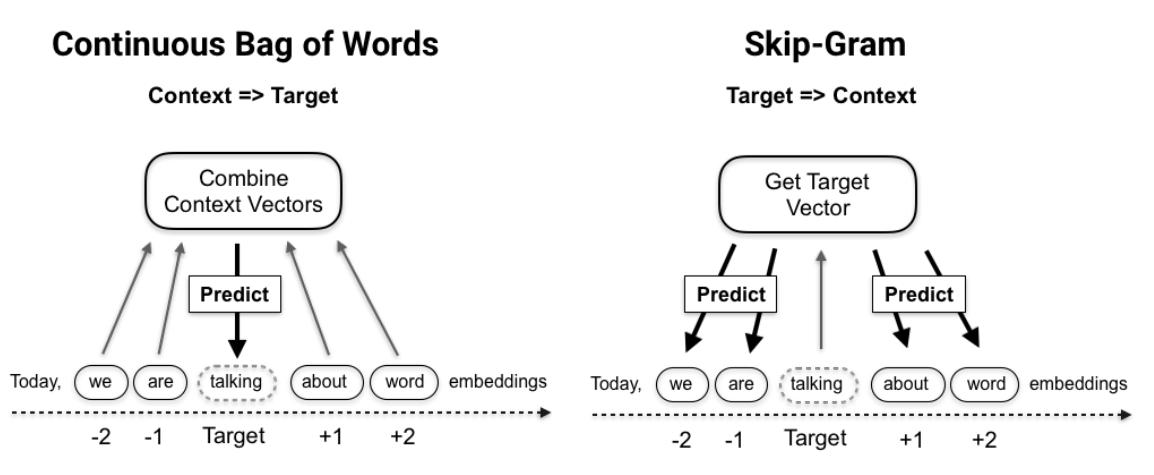 Continuous Bag of Words
Context => Target
Combine
Context Vectors
Predict
Today, we are talking about word embeddings
-2 -1 Target +1 +2
Skip-Gram
Target => Context
Get Target
Vector
Predict Predict
Today, we are talking about word embeddings
-2 -1 Target +1 +2